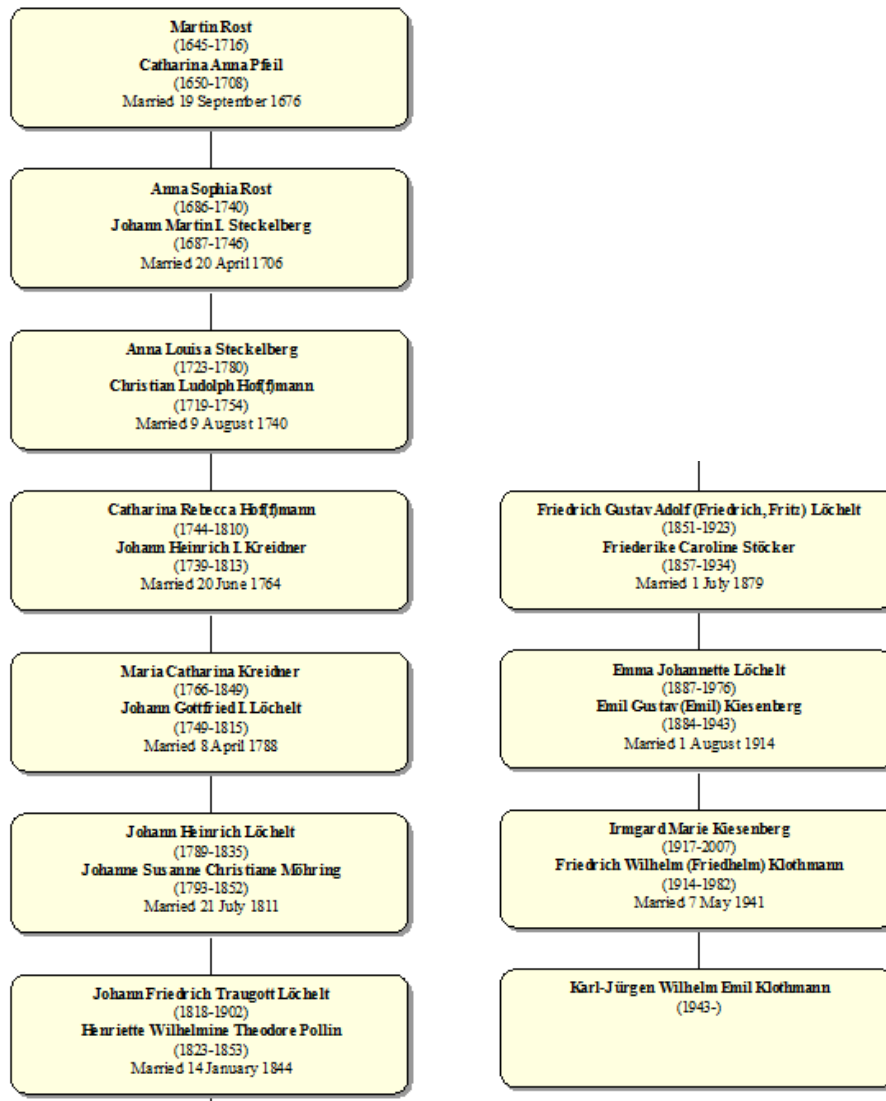 Martin Rost
(1645-1716)
Catharina Anna Pfeil
(1650-1708)
Married 19 September 1676
Anna Sophia Rost
(1686-1740)
Johann Martin I. Steckelberg
(1687-1746)
Married 20 April 1706
Anna Louisa Steckelberg
(1723-1780)
Christian Ludolph Hof(f)mann
(1719-1754)
Married 9 August 1740
Catharina Rebecca Hof(f)mann
(1744-1810)
Johann Heinrich I. Kreidner
(1739-1813)
Married 20 June 1764
Maria Catharina Kreidner
(1766-1849)
Johann Gottfried I. Löchelt
(1749-1815)
Married 8 April 1788
Johann Heinrich Löchelt
(1789-1835)
Johanne Susanne Christiane Möhring
(1793-1852)
Married 21 July 1811
Johann Friedrich Traugott Löchelt
(1818-1902)
Henriette Wilhelmine Theodore Pollin
(1823-1853)
Married 14 January 1844
Friedrich Gustav Adolf (Friedrich, Fritz) Löchelt
(1851-1923)
Friederike Caroline Stöcker
(1857-1934)
Married 1 July 1879
Emma Johannette Löchelt
(1887-1976)
Emil Gustav (Emil) Kiesenberg
(1884-1943)
Married 1 August 1914
Irmgard Marie Kiesenberg
(1917-2007)
Friedrich Wilhelm (Friedhelm) Klothmann
(1914-1982)
Married 7 May 1941
Karl-Jürgen Wilhelm Emil Klothmann
(1943-)